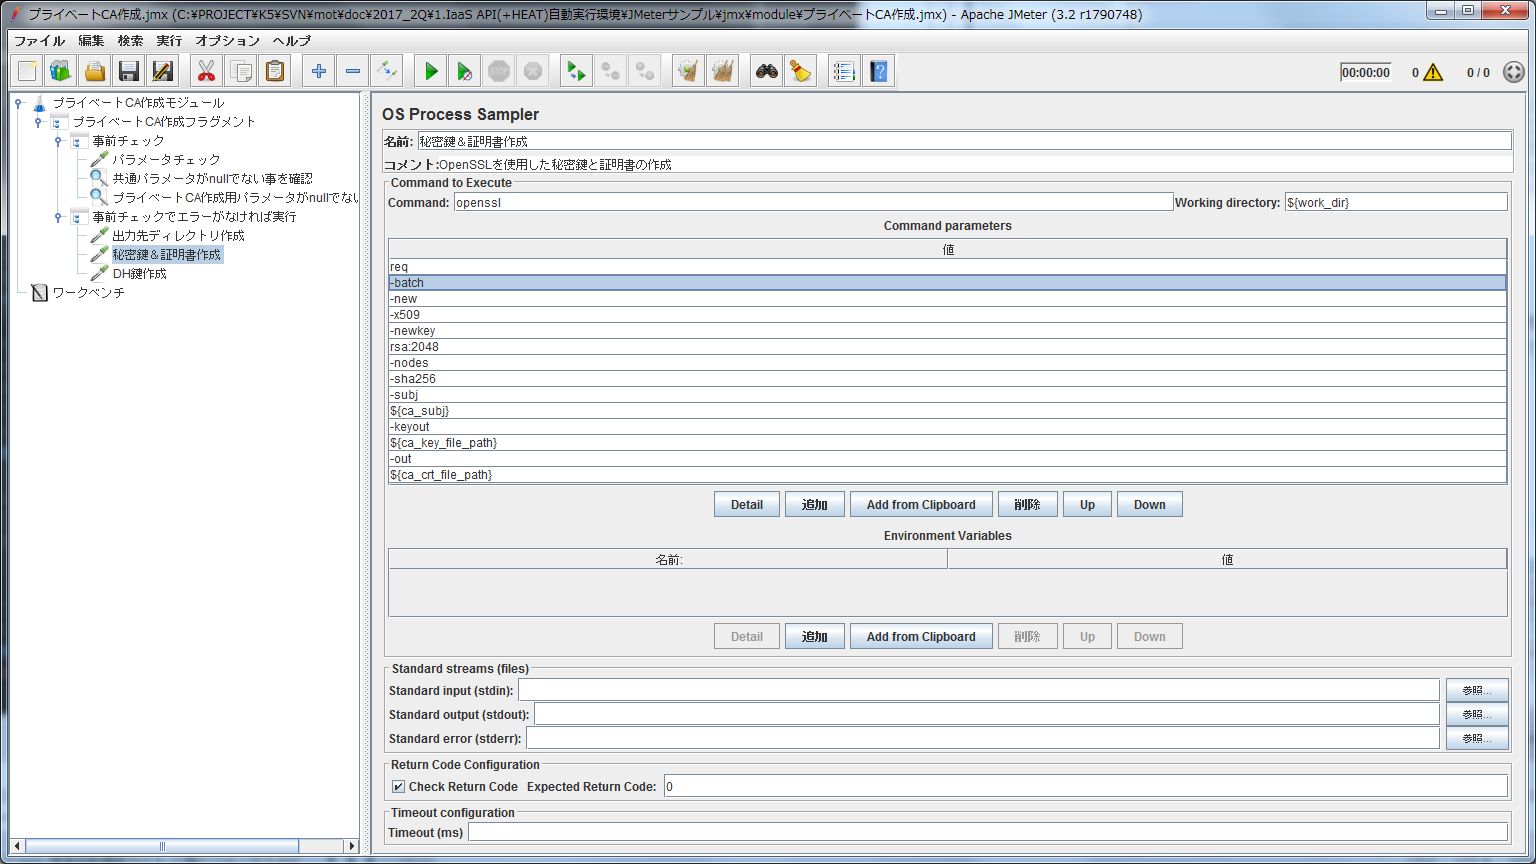 プライベートCA作成.jmx (C:¥PROJECT¥K5¥SVN¥mot¥doc¥2017_2Q¥1.IaaS API(+HEAT)自動実行環境¥JMeterサンプル¥jmx¥module¥プライベートCA作成.jmx) - Apache JMeter (3.2 r1790748)
ファイル 編集 検索 実行 オプション ヘルプ
STOP
00:00:00 0 0 / 0
プライベートCA作成モジュール
プライベートCA作成フラグメント
事前チェック
パラメータチェック
共通パラメータがnullでない事を確認
プライベートCA作成用パラメータがnullでない
事前チェックでエラーがなければ実行
出力先ディレクトリ作成
秘密鍵＆証明書作成
DH鍵作成
ワークベンチ
OS Process Sampler
名前: 秘密鍵＆証明書作成
コメント: OpenSSLを使用した秘密鍵と証明書の作成
Command to Execute
Command: openssl Working directory: ${work_dir}
Command parameters
値
req
-batch
-new
-x509
-newkey
rsa:2048
-nodes
-sha256
-subj
${ca_subj}
-keyout
${ca_key_file_path}
-out
${ca_crt_file_path}
Detail 追加 Add from Clipboard 削除 Up Down
Environment Variables
名前: 値
Detail 追加 Add from Clipboard 削除 Up Down
Standard streams (files)
Standard input (stdin): 参照...
Standard output (stdout): 参照...
Standard error (stderr): 参照...
Return Code Configuration
Check Return Code Expected Return Code: 0
Timeout configuration
Timeout (ms)